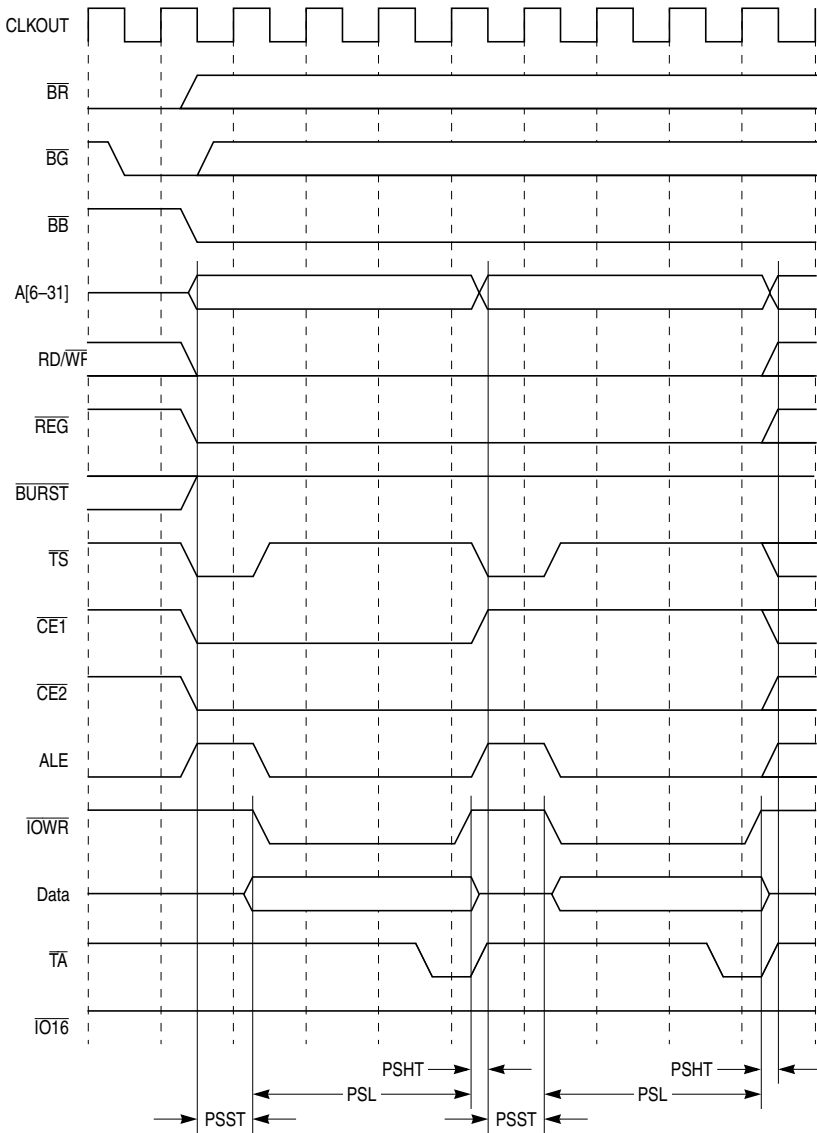 CLKOUT
BR
BG
BB
A[6–31]
RD/WF
REG
BURST
TS
CE1
CE2
ALE
IOWR
Data
TA
IO16
PSHT PSHT
PSL PSL
PSST PSST